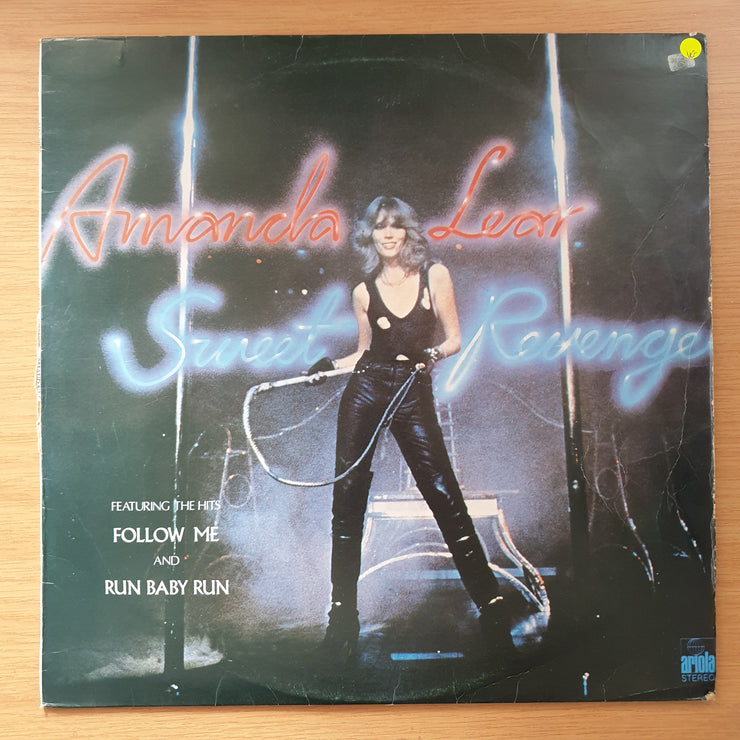 Amanda Lear
Sweet Revenge
FEATURING THE HITS
FOLLOW ME
AND
RUN BABY RUN
ariola
STEREO